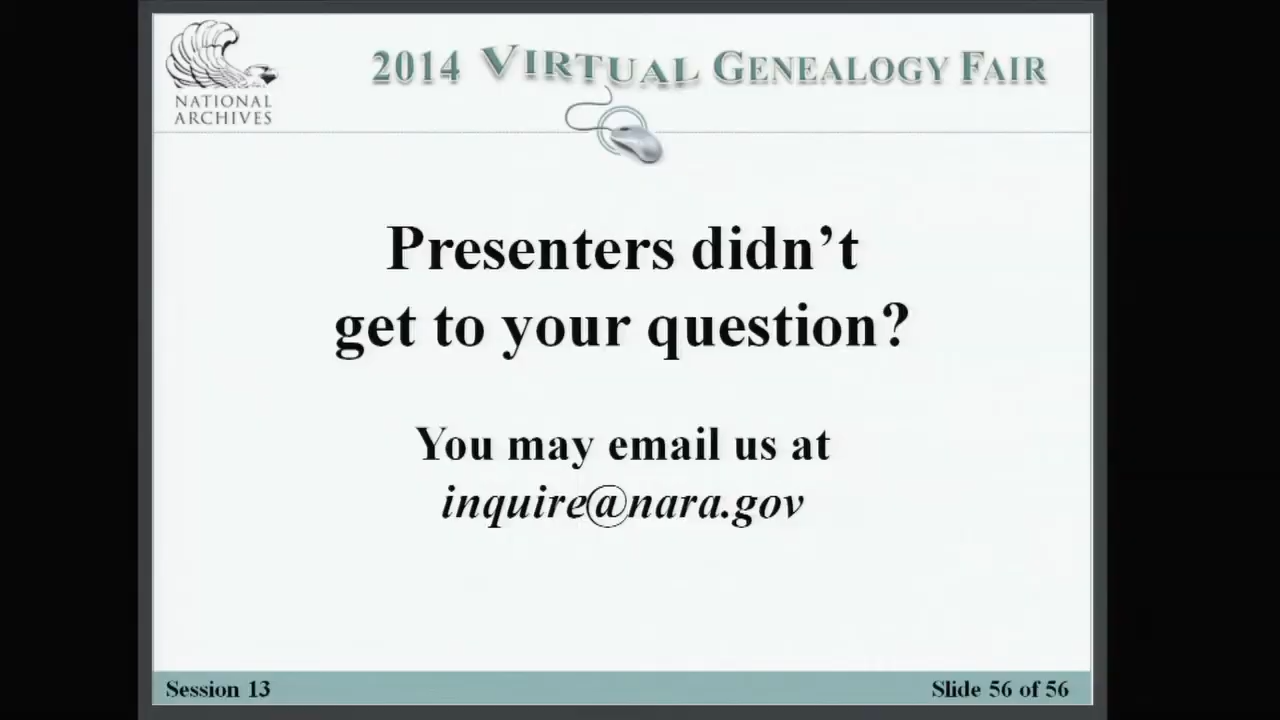 NATIONAL
ARCHIVES
2014 VIRTUAL GENEALOGY FAIR
Presenters didn’t
get to your question?
You may email us at
inquire@nara.gov
Session 13
Slide 56 of 56